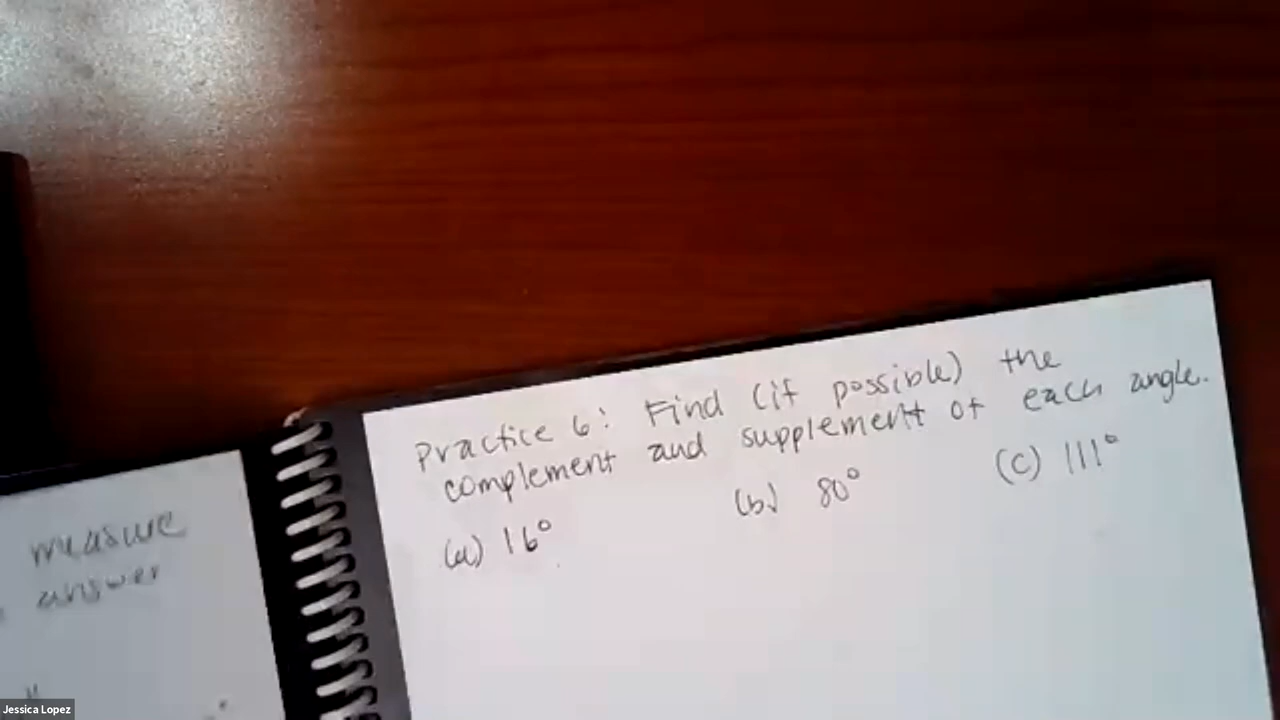 measure
answer
Practice 6: Find (if possible) the
complement and supplement of each angle.
(a) 16° (b) 80° (c) 111°
Jessica Lopez